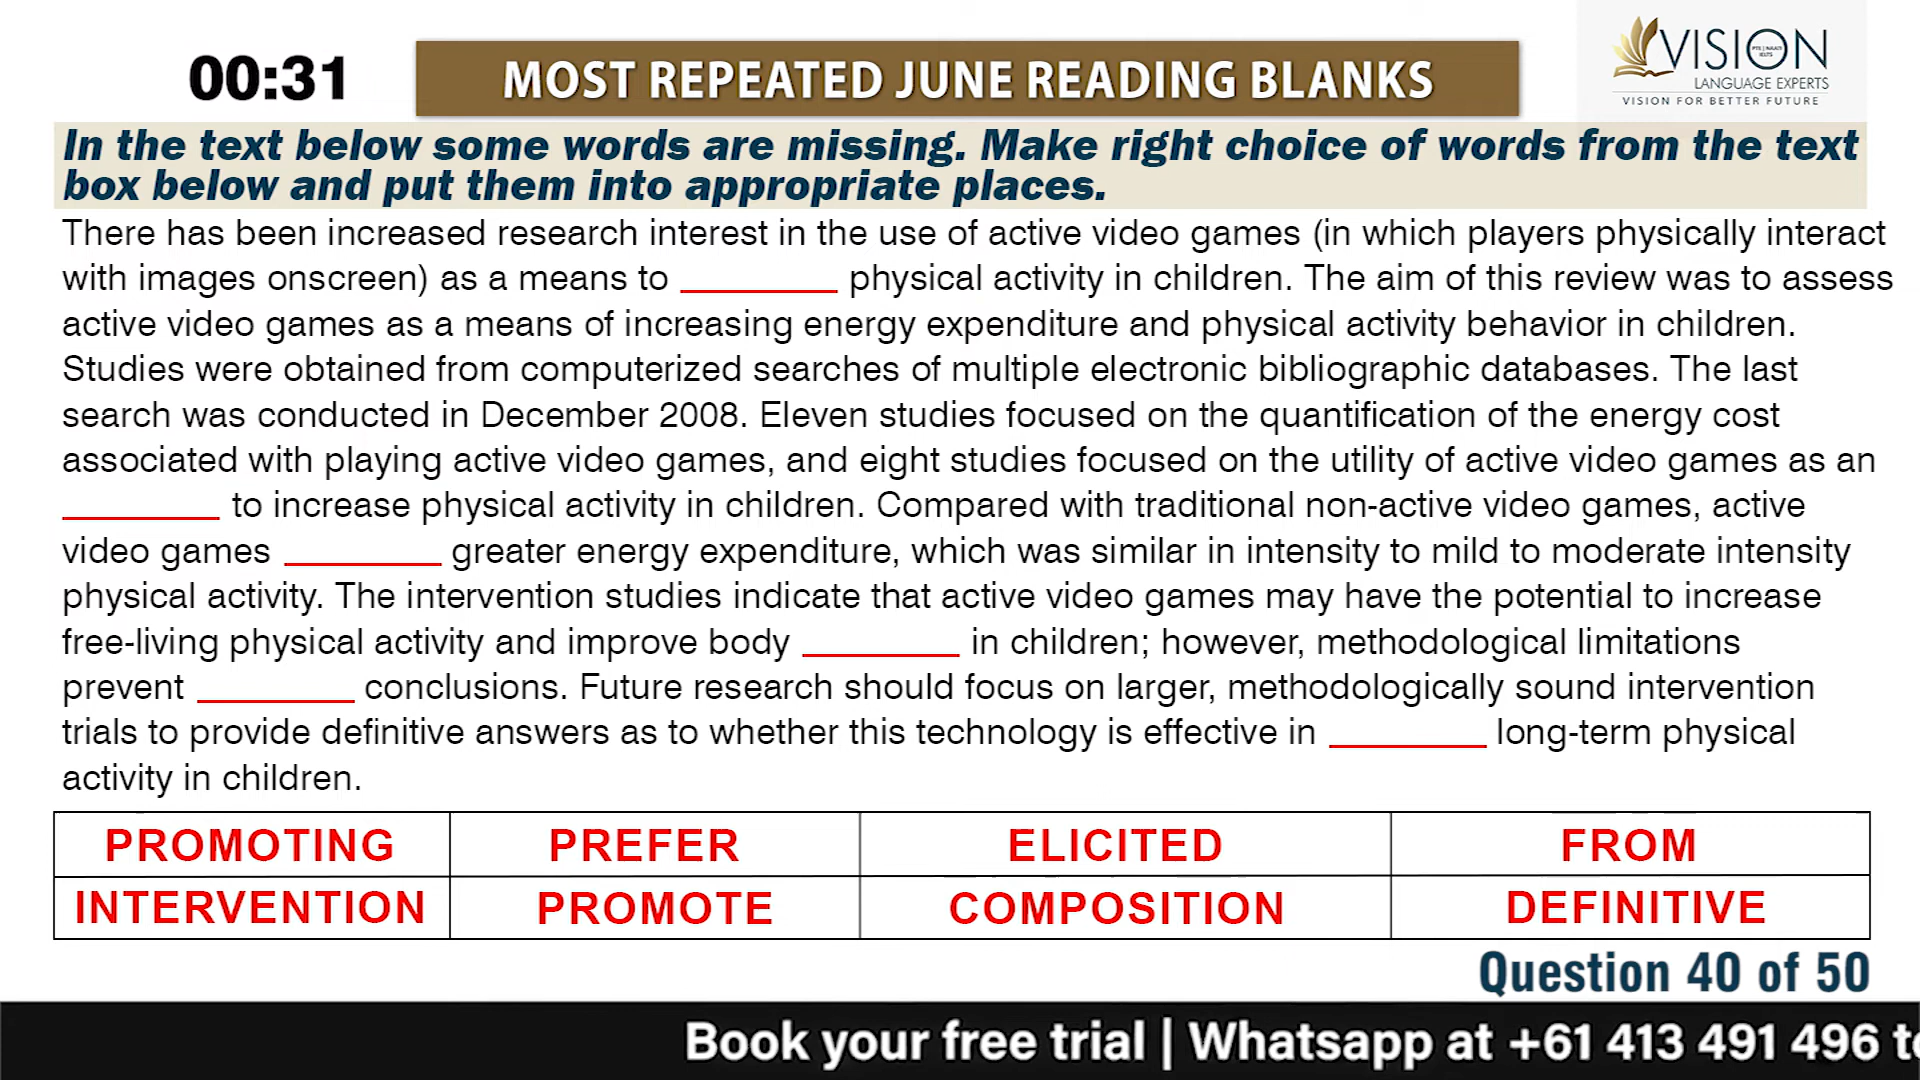 00:31
MOST REPEATED JUNE READING BLANKS
VISION
LANGUAGE EXPERTS
VISION FOR BETTER FUTURE
In the text below some words are missing. Make right choice of words from the text
box below and put them into appropriate places.
There has been increased research interest in the use of active video games (in which players physically interact
with images onscreen) as a means to ________ physical activity in children. The aim of this review was to assess
active video games as a means of increasing energy expenditure and physical activity behavior in children.
Studies were obtained from computerized searches of multiple electronic bibliographic databases. The last
search was conducted in December 2008. Eleven studies focused on the quantification of the energy cost
associated with playing active video games, and eight studies focused on the utility of active video games as an
________ to increase physical activity in children. Compared with traditional non-active video games, active
video games ________ greater energy expenditure, which was similar in intensity to mild to moderate intensity
physical activity. The intervention studies indicate that active video games may have the potential to increase
free-living physical activity and improve body ________ in children; however, methodological limitations
prevent ________ conclusions. Future research should focus on larger, methodologically sound intervention
trials to provide definitive answers as to whether this technology is effective in ________ long-term physical
activity in children.
PROMOTING PREFER ELICITED FROM
INTERVENTION PROMOTE COMPOSITION DEFINITIVE
Question 40 of 50
Book your free trial | Whatsapp at +61 413 491 496